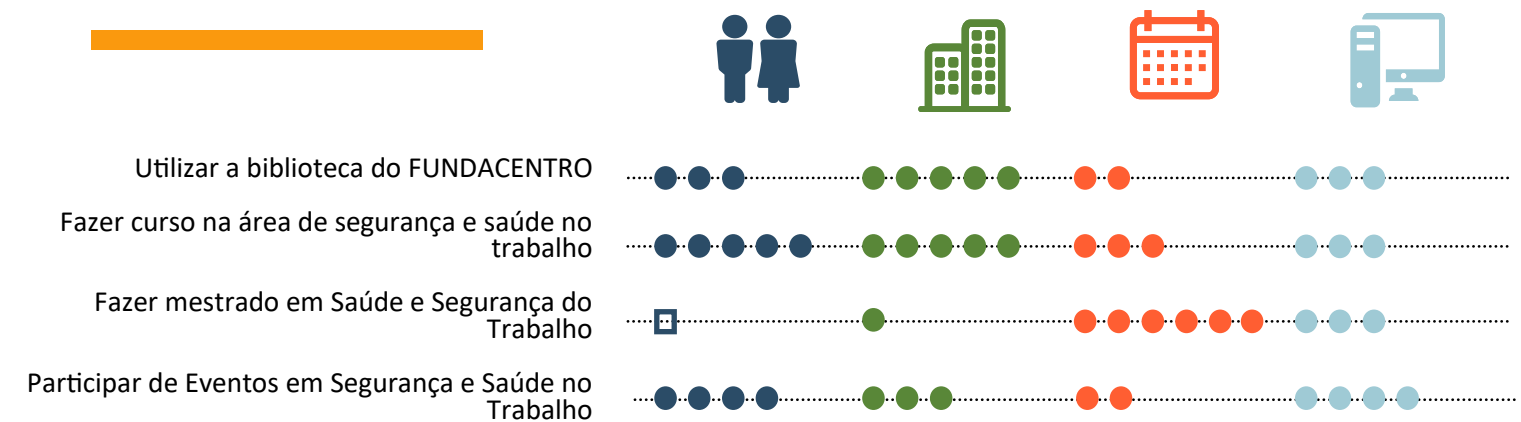 Utilizar a biblioteca do FUNDACENTRO
Fazer curso na área de segurança e saúde no
trabalho
Fazer mestrado em Saúde e Segurança do
Trabalho
Participar de Eventos em Segurança e Saúde no
Trabalho